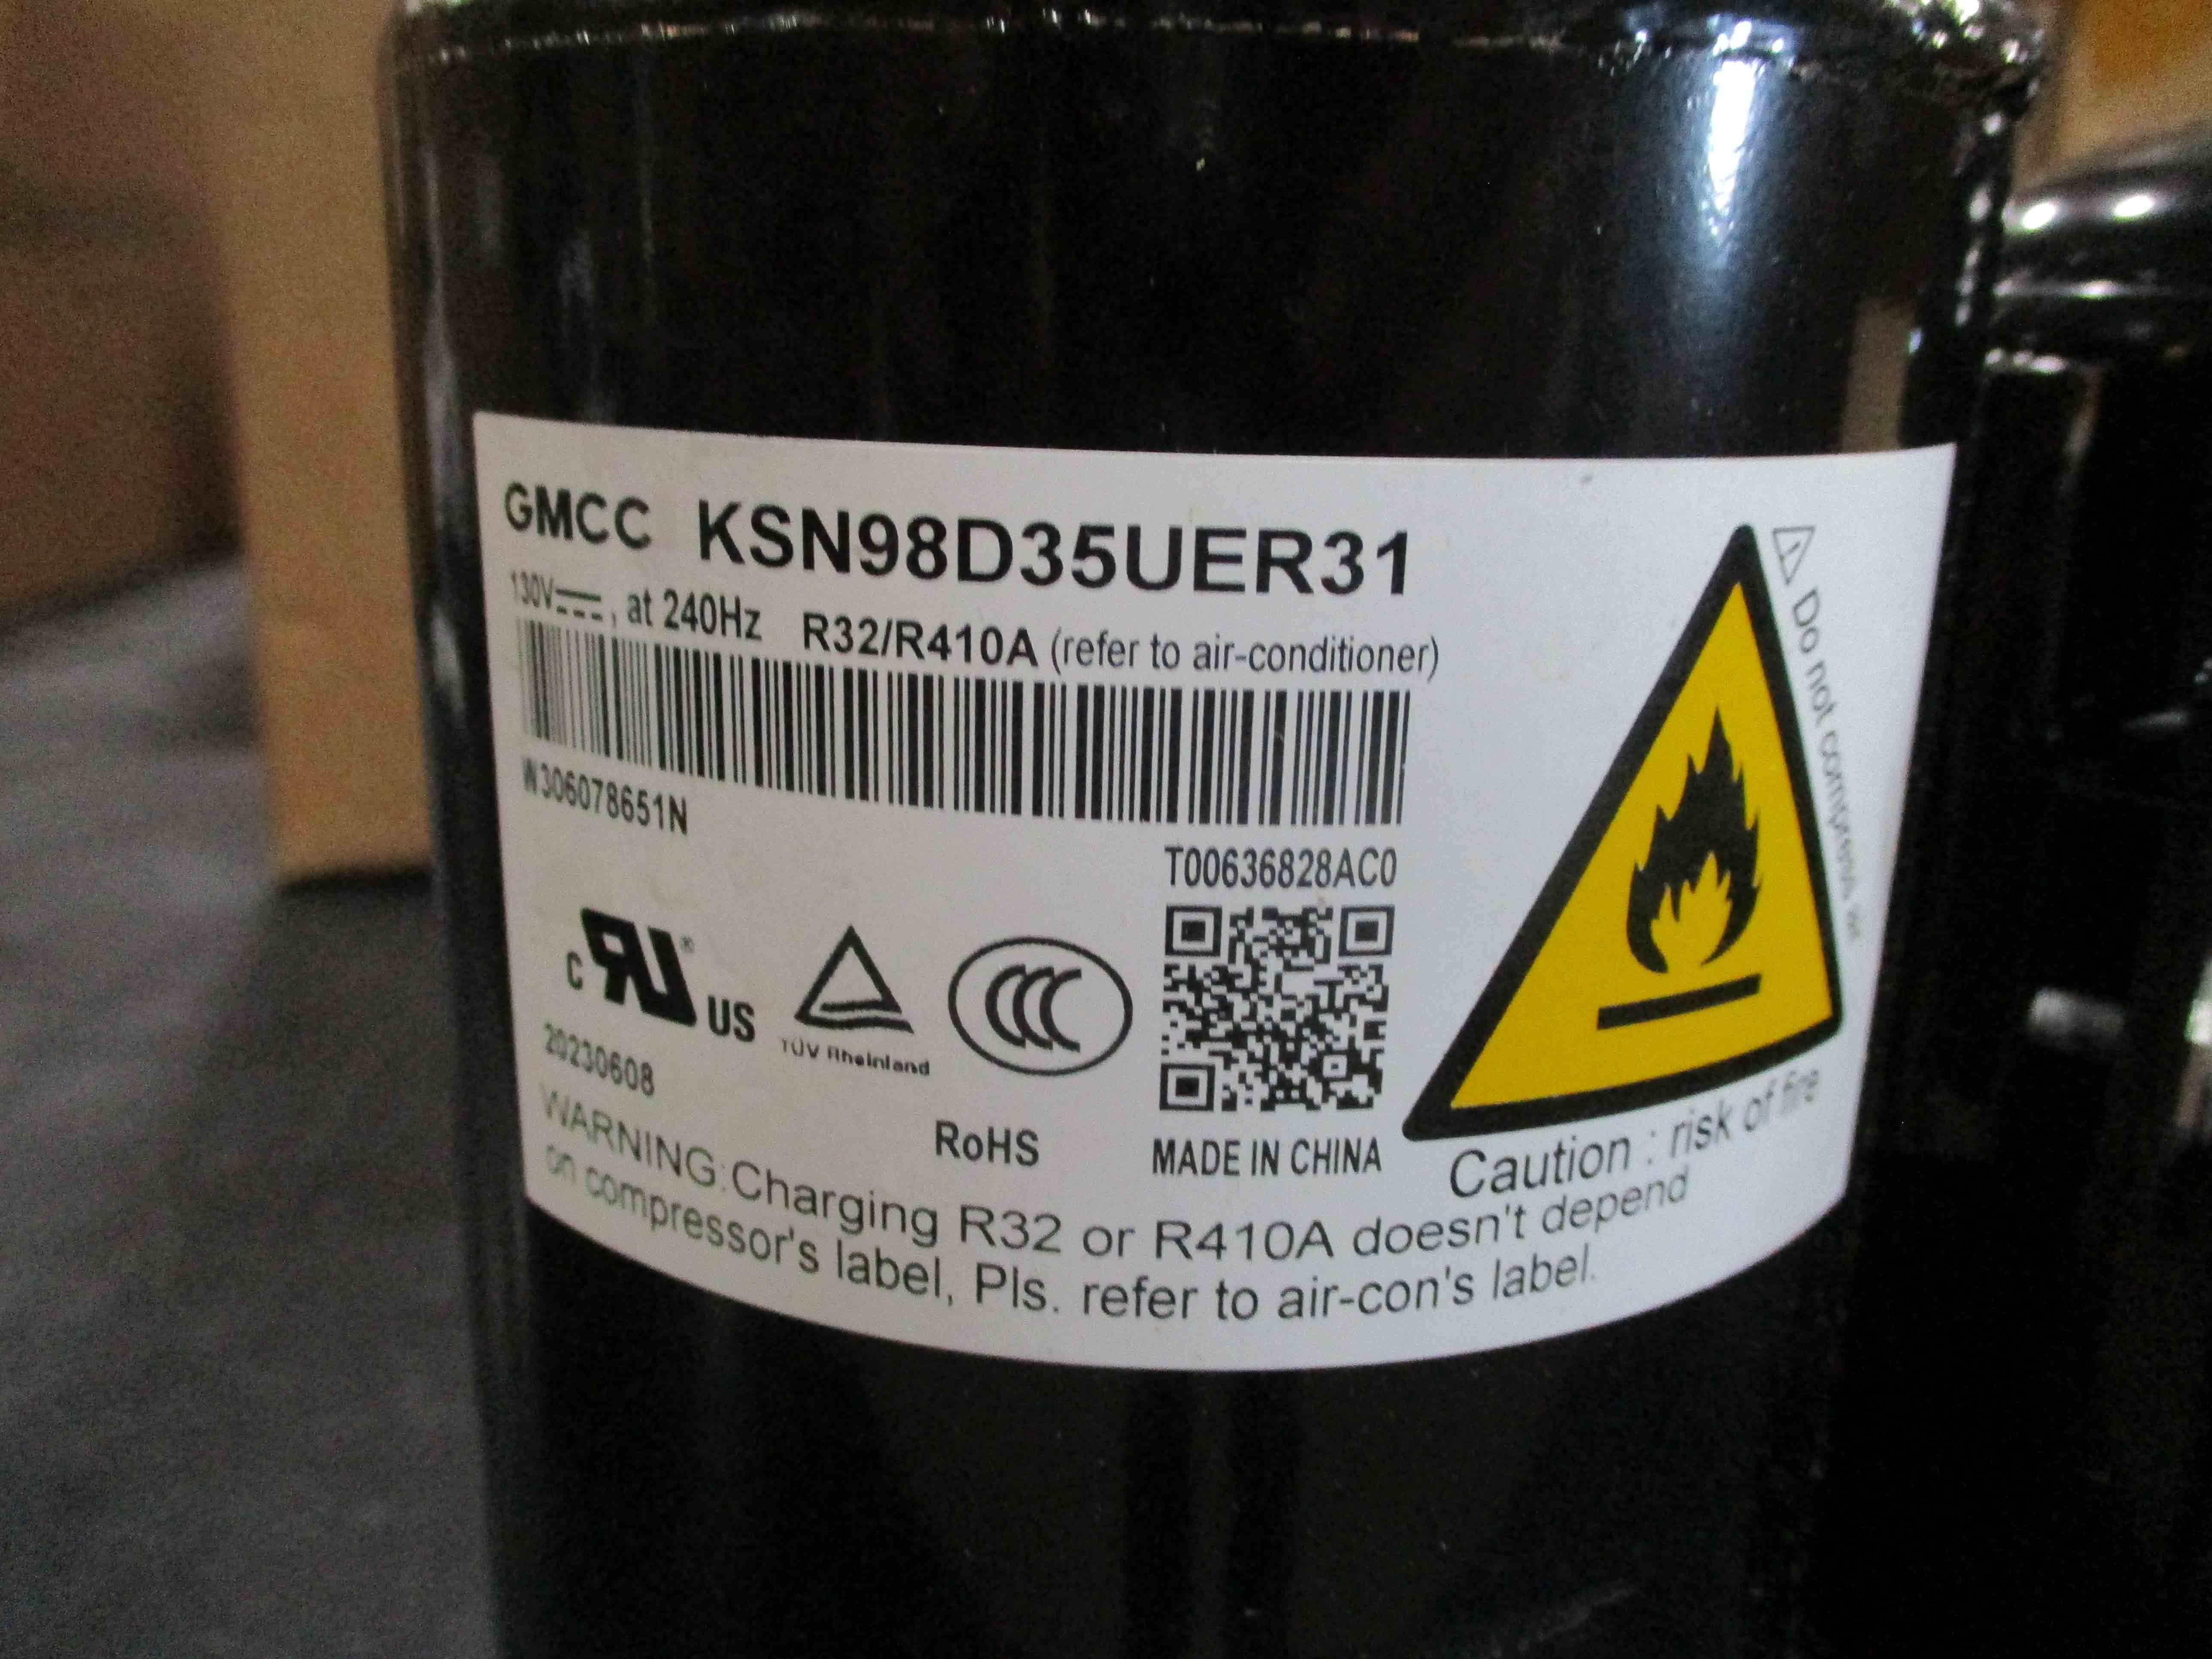 GMCC KSN98D35UER31
130V, at 240Hz R32/R410A (refer to air-conditioner)
W306078651N
T00636828AC0
c RU® US
TÜV Rheinland
CCC
20230608
RoHS
MADE IN CHINA
Do not compress
Caution : risk of fire
WARNING:Charging R32 or R410A doesn't depend
on compressor's label, Pls. refer to air-con's label.